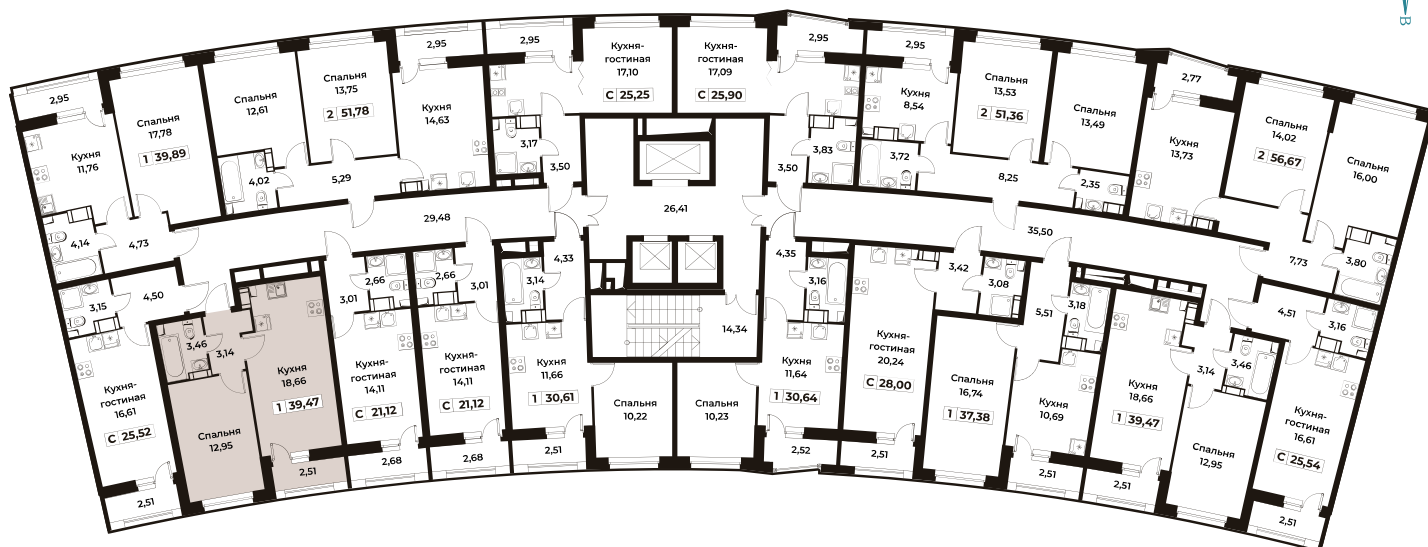 В
2,95
Спальня
17,78
1 39,89
Кухня
11,76
4,14
4,73
Спальня
12,61
4,02
Спальня
13,75
2 51,78
5,29
2,95
Кухня
14,63
2,95
Кухня-
гостиная
17,10
С 25,25
3,17
3,50
Кухня-
гостиная
17,09
С 25,90
2,95
3,83
3,50
2,95
Кухня
8,54
3,72
Спальня
13,53
2 51,36
8,25
Спальня
13,49
2,35
2,77
Кухня
13,73
Спальня
14,02
2 56,67
Спальня
16,00
7,73
3,80
29,48
26,41
35,50
14,34
3,15
4,50
Кухня-
гостиная
16,61
С 25,52
2,51
3,46
3,14
Спальня
12,95
Кухня
18,66
1 39,47
2,51
2,66
3,01
Кухня-
гостиная
14,11
С 21,12
2,68
2,66
3,01
Кухня-
гостиная
14,11
С 21,12
2,68
4,33
3,14
Кухня
11,66
1 30,61
2,51
Спальня
10,22
Спальня
10,23
4,35
3,16
Кухня
11,64
1 30,64
2,52
Кухня-
гостиная
20,24
С 28,00
2,51
3,42
3,08
Спальня
16,74
1 37,38
5,51
3,18
Кухня
10,69
2,51
Кухня
18,66
1 39,47
2,51
3,14
3,46
Спальня
12,95
4,51
3,16
Кухня-
гостиная
16,61
С 25,54
2,51